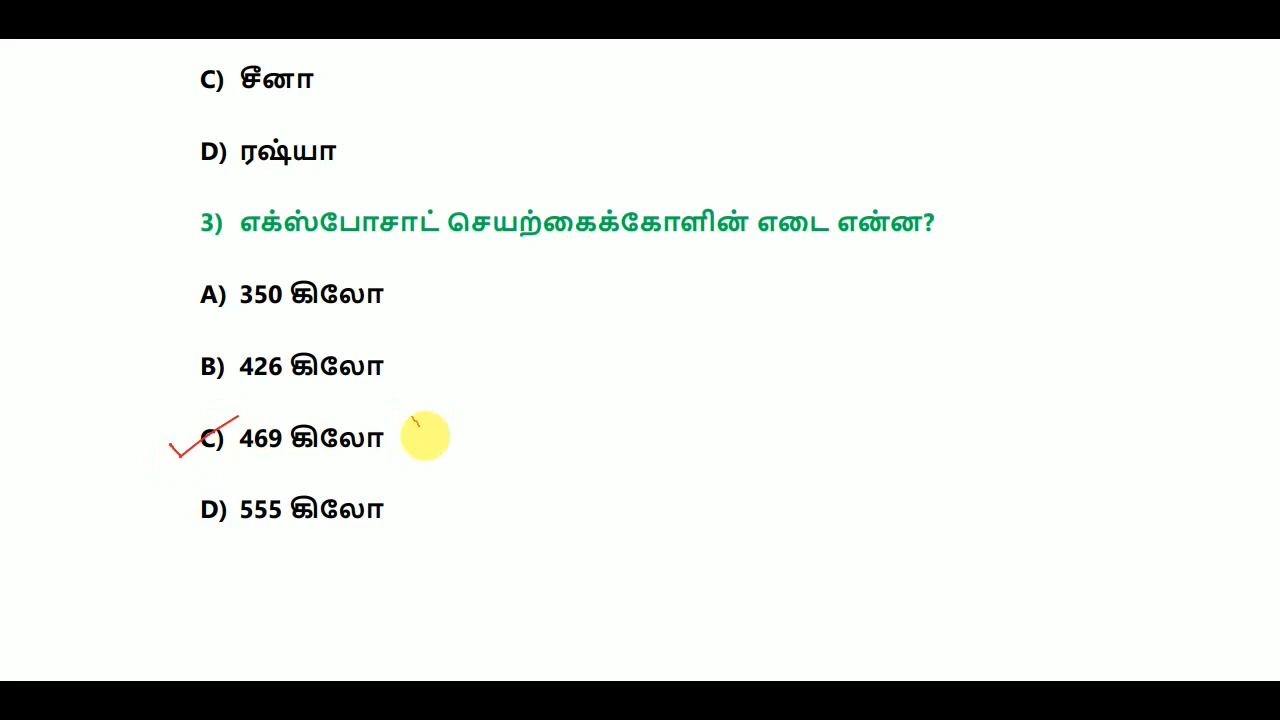 C) சீனா
D) ரஷ்யா
3) எக்ஸ்போசாட் செயற்கைக்கோளின் எடை என்ன?
A) 350 கிலோ
B) 426 கிலோ
C) 469 கிலோ
D) 555 கிலோ